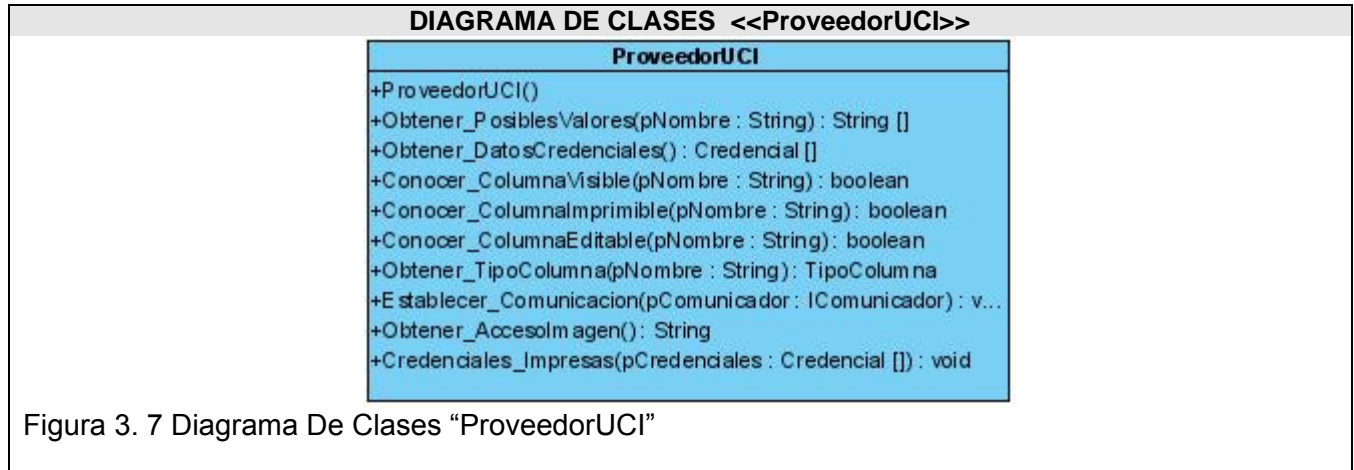 DIAGRAMA DE CLASES <<ProveedorUCI>>
ProveedorUCI
+ProveedorUCI()
+Obtener_PosiblesValores(pNombre : String) : String []
+Obtener_DatosCredenciales() : Credencial []
+Conocer_ColumnaVisible(pNombre : String) : boolean
+Conocer_ColumnaImprimible(pNombre : String) : boolean
+Conocer_ColumnaEditable(pNombre : String) : boolean
+Obtener_TipoColumna(pNombre : String) : TipoColumna
+Establecer_Comunicacion(pComunicador : IComunicador) : v...
+Obtener_AccesoImagen() : String
+Credenciales_Impresas(pCredenciales : Credencial []) : void
Figura 3. 7 Diagrama De Clases “ProveedorUCI”